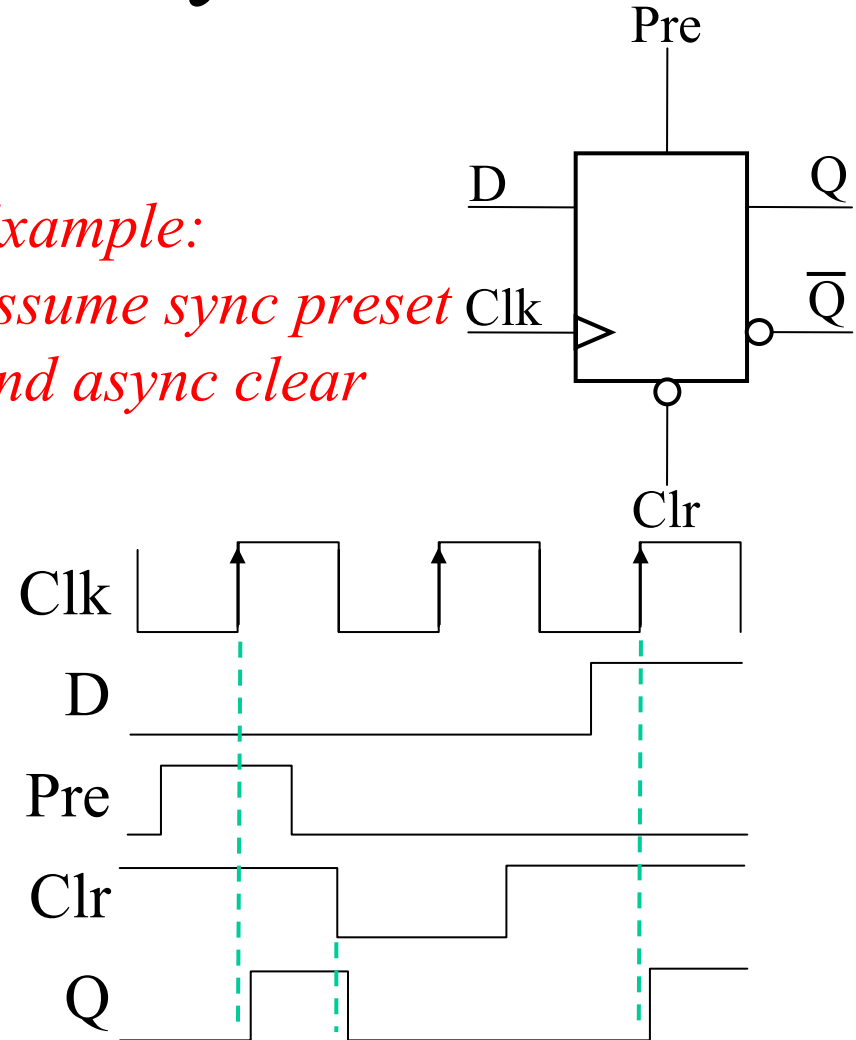 Pre
D
Q
xample:
ssume sync preset
Clk
Q
nd async clear
Clr
Clk
D
Pre
Clr
Q